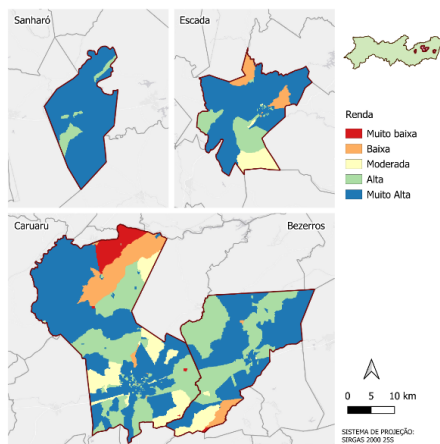 Sanharó
Escada
Renda
Muito baixa
Baixa
Moderada
Alta
Muito Alta
Caruaru
Bezerros
0
5
10 km
SISTEMA DE PROJEÇÃO:
SIRGAS 2000 25S